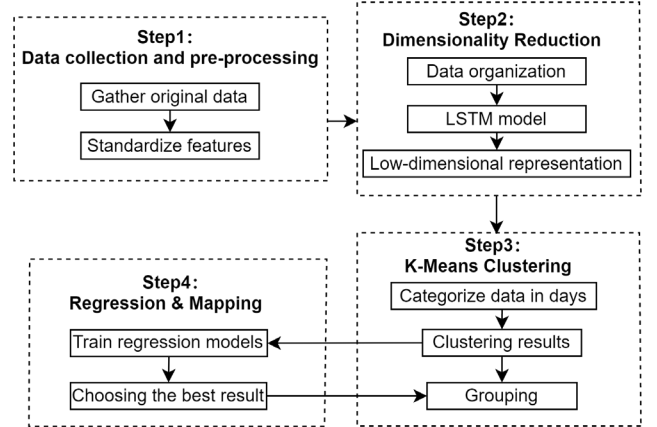 Step1:
Data collection and pre-processing
Gather original data
Standardize features
Step2:
Dimensionality Reduction
Data organization
LSTM model
Low-dimensional representation
Step3:
K-Means Clustering
Categorize data in days
Clustering results
Grouping
Step4:
Regression & Mapping
Train regression models
Choosing the best result